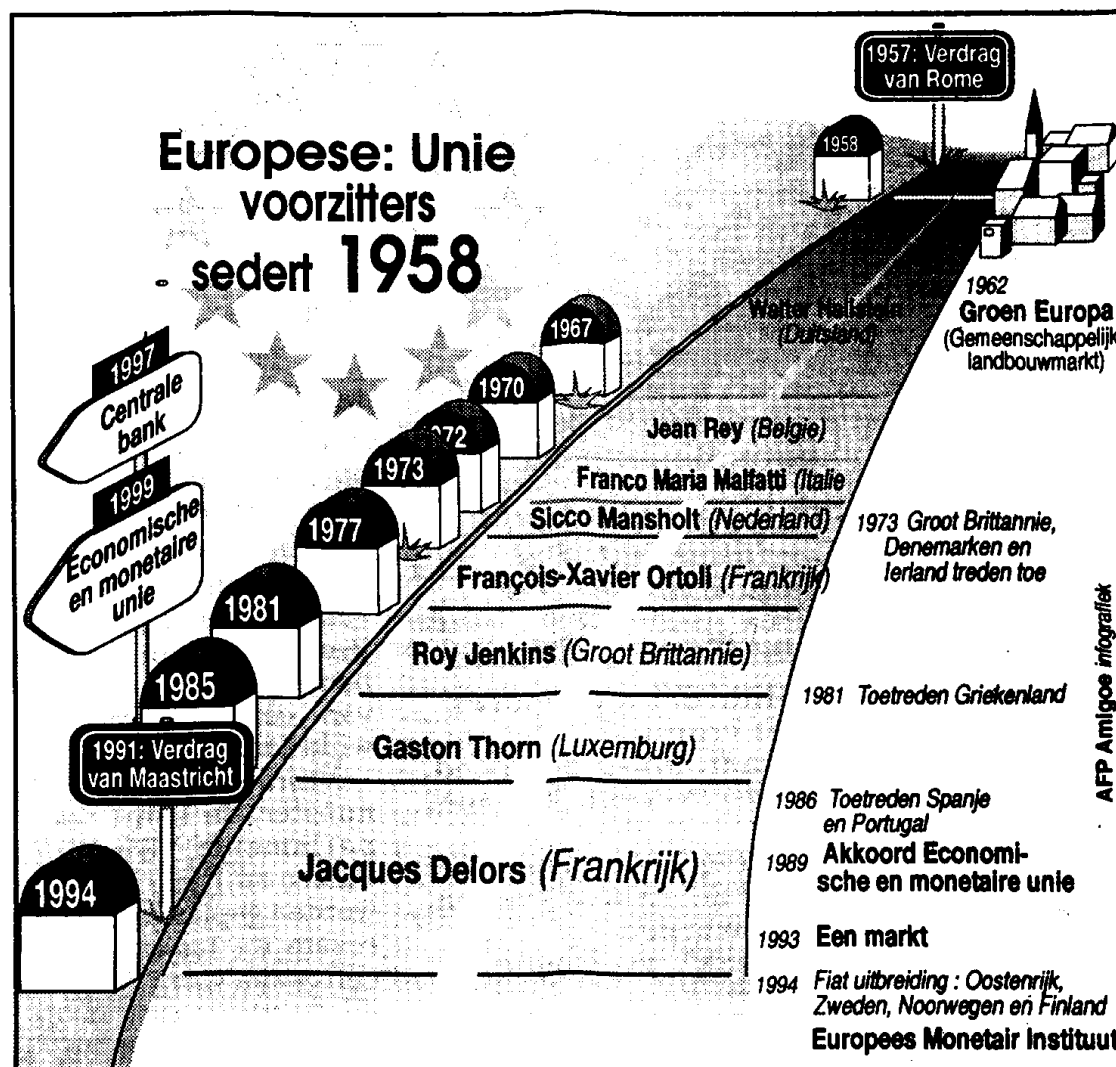 1957: Verdrag
van Rome
Europese: Unie
voorzitters
sedert 1958
1958
1967
1970
1973
1977
1981
1985
1994
1997
Centrale
bank
1999
Economische
en monetaire
unie
1991: Verdrag
van Maastricht
Walter Hallstein
(Duitsland)
Jean Rey (Belgie)
Franco Maria Malfatti (Italie
Sicco Mansholt (Nederland)
François-Xavier Ortoli (Frankrijk)
Roy Jenkins (Groot Brittannie)
Gaston Thorn (Luxemburg)
Jacques Delors (Frankrijk)
1962
Groen Europa
(Gemeenschappelijk
landbouwmarkt)
1973 Groot Brittannie,
Denemarken en
Ierland treden toe
1981 Toetreden Griekenland
1986 Toetreden Spanje
en Portugal
1989 Akkoord Economi-
sche en monetaire unie
1993 Een markt
1994 Fiat uitbreiding : Oostenrijk,
Zweden, Noorwegen en Finland
Europees Monetair Instituut
AFP Amigoe infografiek